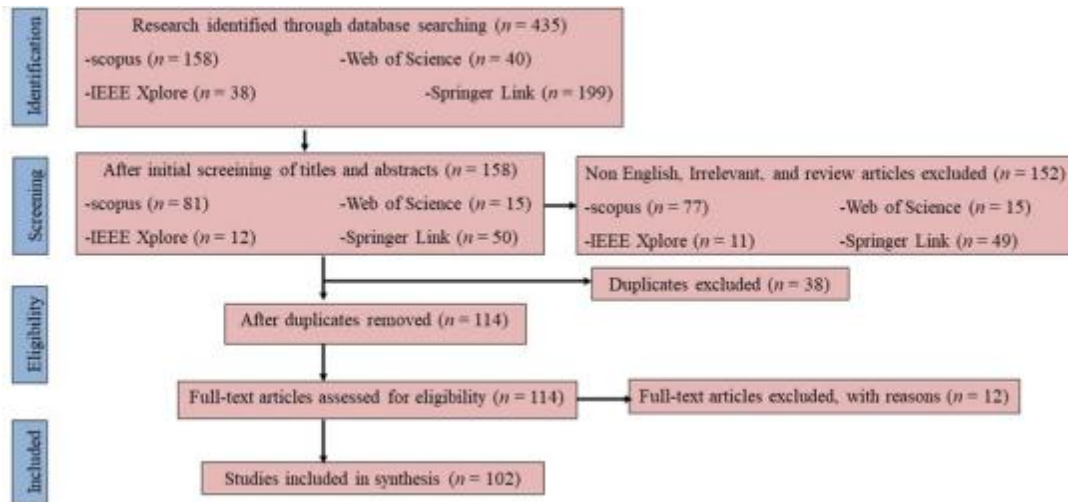 Identification
Research identified through database searching (n = 435)
-scopus (n = 158) -Web of Science (n = 40)
-IEEE Xplore (n = 38) -Springer Link (n = 199)
Screening
After initial screeining of titles and abstracts (n = 158)
-scopus (n = 81) -Web of Science (n = 15)
-IEEE Xplore (n = 12) -Springer Link (n = 50)
Non English, Irrelevant, and review articles excluded (n = 152)
-scopus (n = 77) -Web of Science (n = 15)
-IEEE Xplore (n = 11) -Springer Link (n = 49)
Duplicates excluded (n = 38)
Eligibility
After duplicates removed (n = 114)
Full-text articles assessed for eligibility (n = 114)
Full-text articles excluded, with reasons (n = 12)
Included
Studies included in synthesis (n = 102)